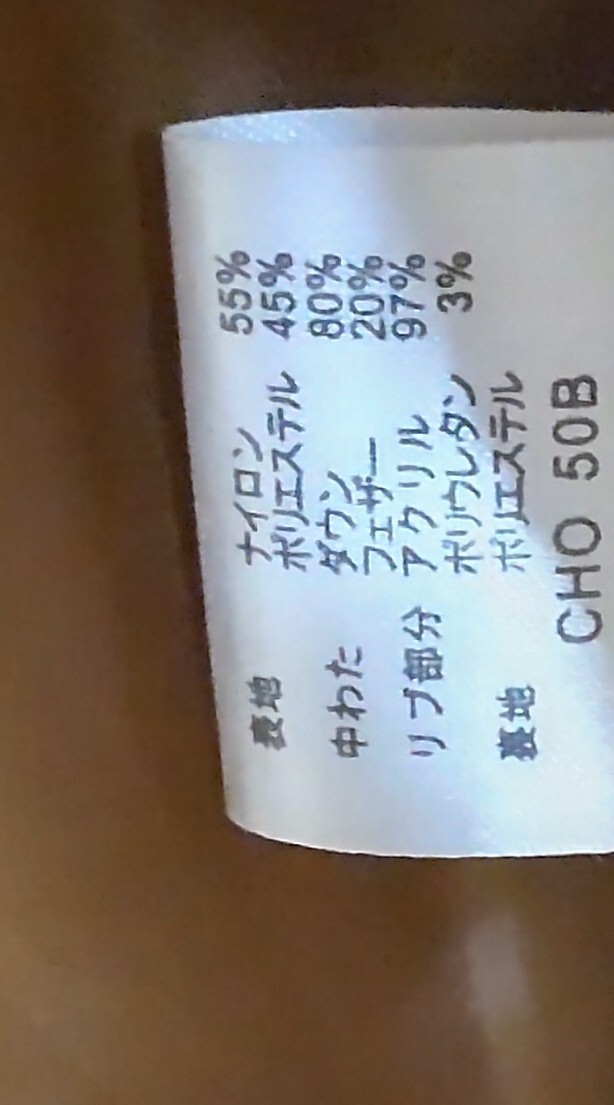 表地 ナイロン 55%
ポリエステル 45%
中わた ダウン 80%
フェザー 20%
リブ部分 アクリル 97%
ポリウレタン 3%
裏地 ポリエステル
CHO 50B